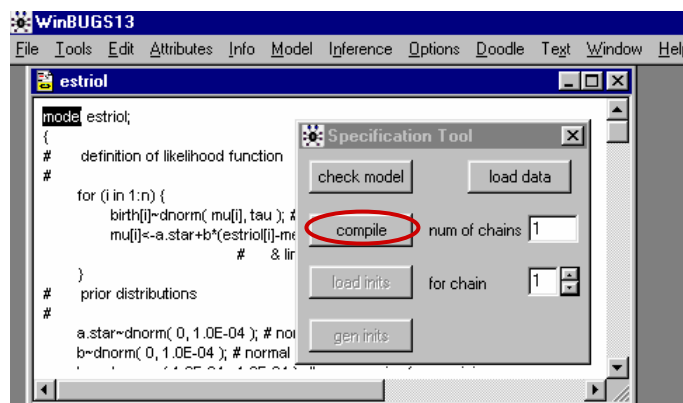 WinBUGS13
File Tools Edit Attributes Info Model Inference Options Doodle Text Window Help
estriol
model estriol;
{
# definition of likelihood function
#
for (i in 1:n) {
birth[i]~dnorm( mu[i], tau ); #
mu[i]<-a.star+b*(estriol[i]-me
# & lin
}
# prior distributions
#
a.star~dnorm( 0, 1.0E-04 ); # nor
b~dnorm( 0, 1.0E-04 ); # normal
Specification Tool
check model load data
compile num of chains 1
load inits for chain 1
gen inits